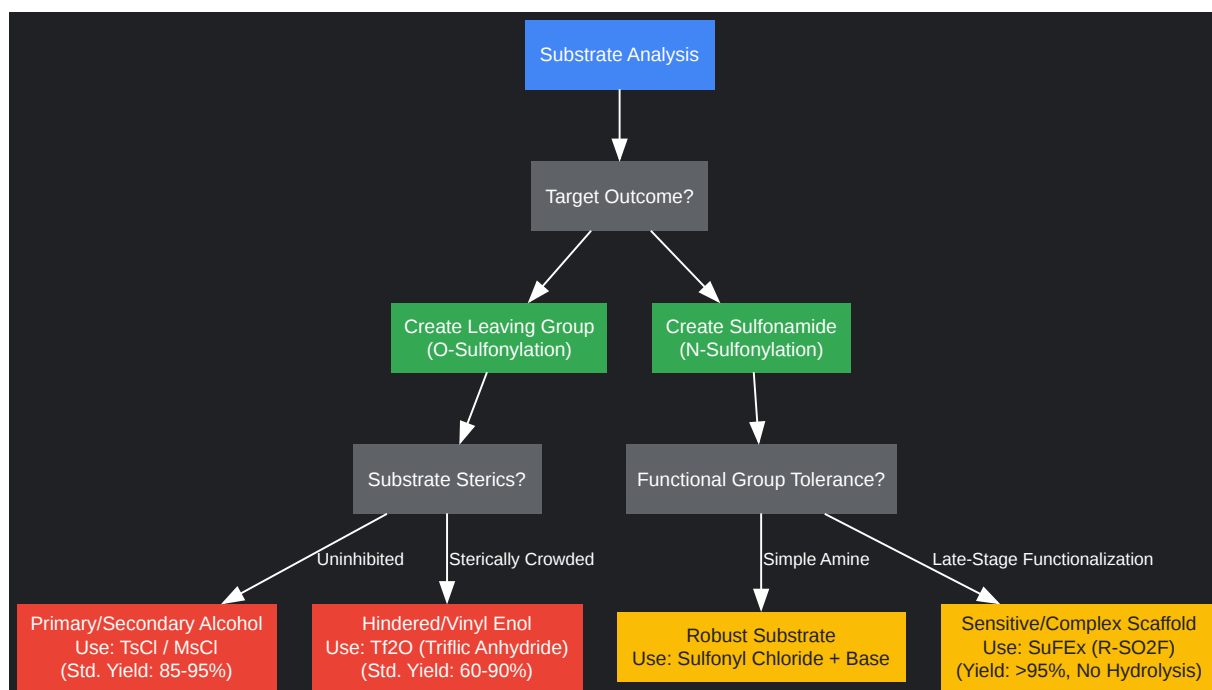 Substrate Analysis
Target Outcome?
Create Leaving Group
(O-Sulfonylation)
Create Sulfonamide
(N-Sulfonylation)
Substrate Sterics?
Functional Group Tolerance?
Uninhibited
Sterically Crowded
Simple Amine
Late-Stage Functionalization
Primary/Secondary Alcohol
Use: TsCl / MsCl
(Std. Yield: 85-95%)
Hindered/Vinyl Enol
Use: Tf2O (Triflic Anhydride)
(Std. Yield: 60-90%)
Robust Substrate
Use: Sulfonyl Chloride + Base
Sensitive/Complex Scaffold
Use: SuFEx (R-SO2F)
(Yield: >95%, No Hydrolysis)